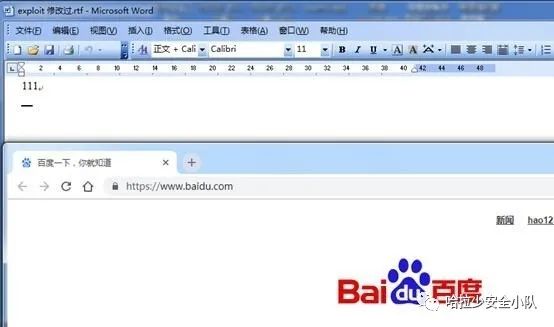 exploit 修改过.rtf - Microsoft Word
文件(F) 编辑(E) 视图(V) 插入(I) 格式(O) 工具(T) 表格(A) 窗口(W) 帮助(H)
正文 + Cali Calibri 11 B I U A A
2 2 4 6 8 10 12 14 16 18 20 22 24 26 28 30 32 34 36 38 40 42 44 46 48
111
百度一下，你就知道
https://www.baidu.com
新闻 hao12
Bai du 百度
哈拉少安全小队